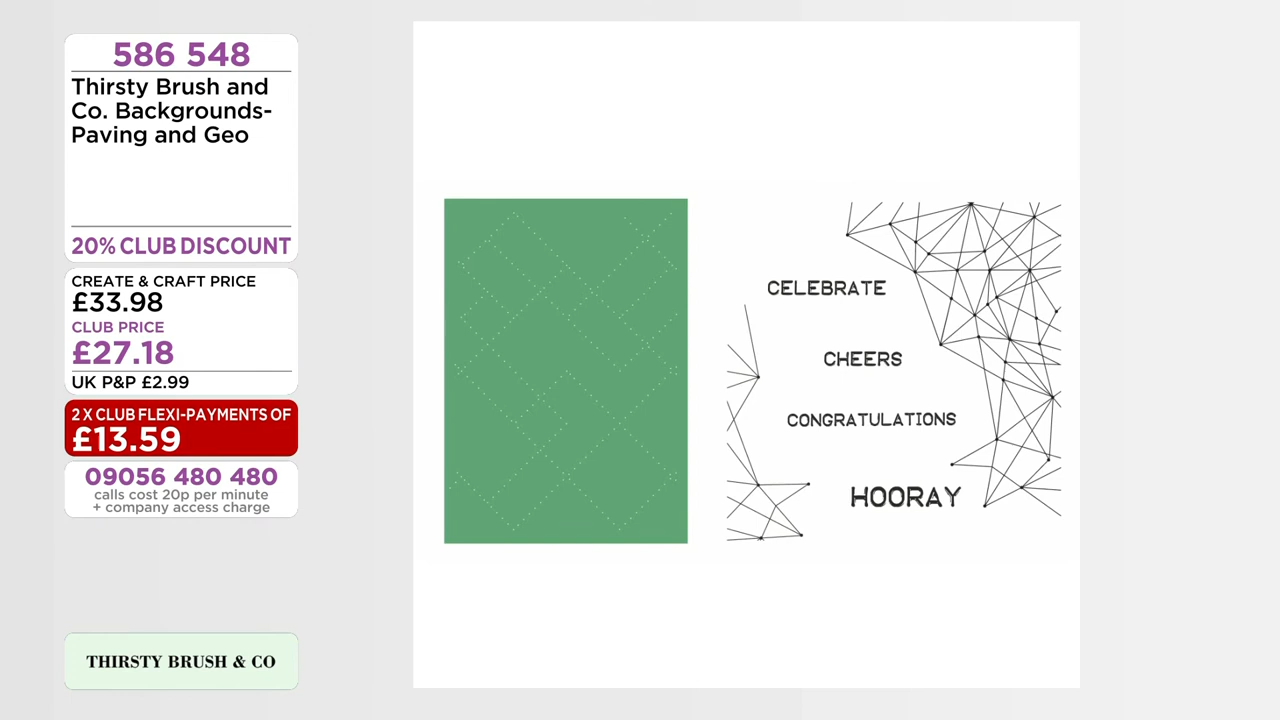 586 548
Thirsty Brush and
Co. Backgrounds-
Paving and Geo
20% CLUB DISCOUNT
CREATE & CRAFT PRICE
£33.98
CLUB PRICE
£27.18
UK P&P £2.99
2 X CLUB FLEXI-PAYMENTS OF
£13.59
09056 480 480
calls cost 20p per minute
+ company access charge
THIRSTY BRUSH & CO
CELEBRATE
CHEERS
CONGRATULATIONS
HOORAY